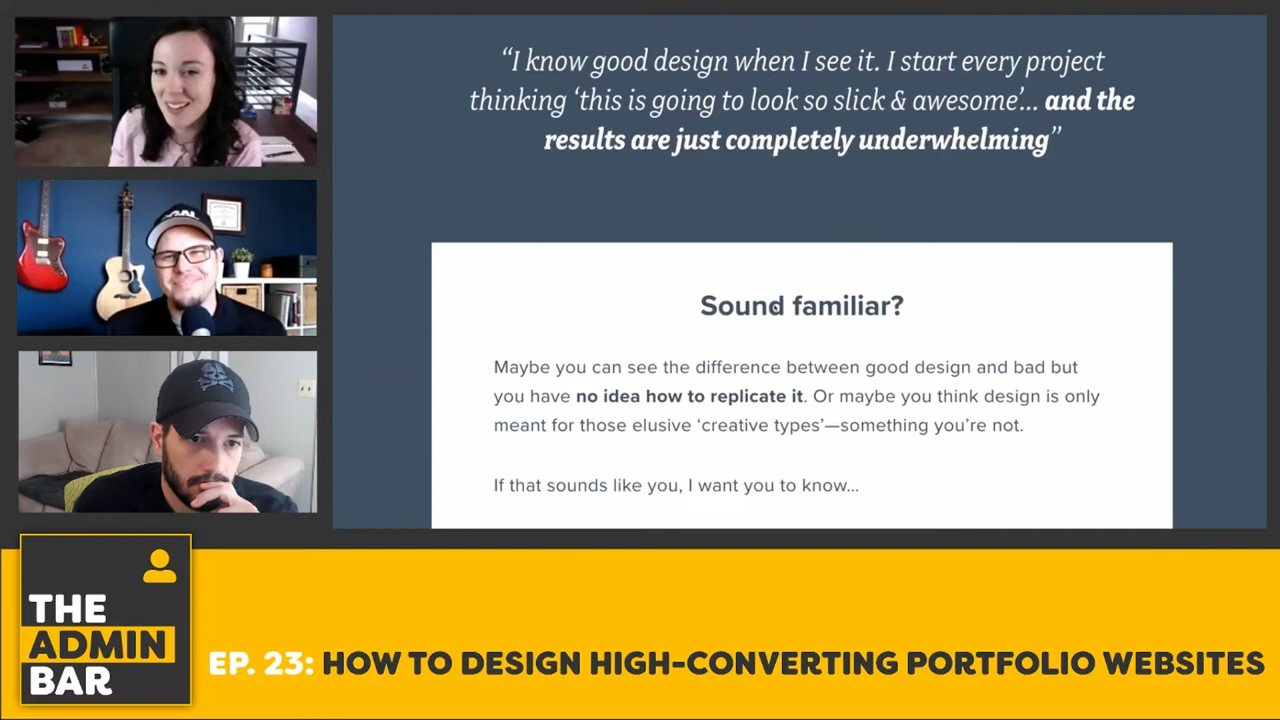 “I know good design when I see it. I start every project
thinking ‘this is going to look so slick & awesome’... and the
results are just completely underwhelming”
Sound familiar?
Maybe you can see the difference between good design and bad but
you have no idea how to replicate it. Or maybe you think design is only
meant for those elusive ‘creative types’—something you’re not.
If that sounds like you, I want you to know...
THE
ADMIN
BAR
EP. 23: HOW TO DESIGN HIGH-CONVERTING PORTFOLIO WEBSITES